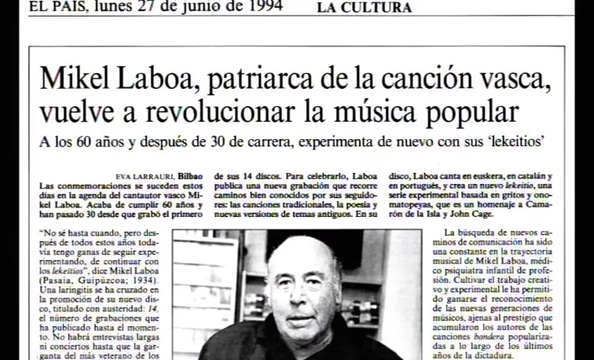 EL PAÍS, lunes 27 de junio de 1994
LA CULTURA
Mikel Laboa, patriarca de la canción vasca,
vuelve a revolucionar la música popular
A los 60 años y después de 30 de carrera, experimenta de nuevo con sus 'lekeitios'
EVA LARRAURI, Bilbao
Las conmemoraciones se suceden estos
días en la agenda del cantautor vasco Mi-
kel Laboa. Acaba de cumplir 60 años y
han pasado 30 desde que grabó el primero
de sus 14 discos. Para celebrarlo, Laboa
publica una nueva grabación que recorre
caminos bien conocidos por sus seguido-
res: las canciones tradicionales, la poesía y
nuevas versiones de temas antiguos. En su
disco, Laboa canta en euskera, en catalán y
en portugués, y crea un nuevo lekeitio, una
serie experimental basada en gritos y ono-
matopeyas, que es un homenaje a Cama-
rón de la Isla y John Cage.
"No sé hasta cuando, pero des-
pués de todos estos años toda-
vía tengo ganas de seguir expe-
rimentando, de continuar con
los lekeitios", dice Mikel Laboa
(Pasaia, Guipúzcoa; 1934).
Una laringitis se ha cruzado en
la promoción de su nuevo dis-
co, titulado con austeridad: 14,
el número de grabaciones que
ha publicado hasta el momen-
to. No habrá entrevistas largas
ni conciertos hasta que la gar-
ganta del más veterano de los
La búsqueda de nuevos ca-
minos de comunicación ha sido
una constante en la trayectoria
musical de Mikel Laboa, médi-
co psiquiatra infantil de profe-
sión. Cultivar el trabajo creati-
vo y experimental le ha permiti-
do ganarse el reconocimiento
de las nuevas generaciones de
músicos, ajenas al prestigio que
acumularon los autores de las
canciones bandera populariza-
das a lo largo de los últimos
años de la dictadura.